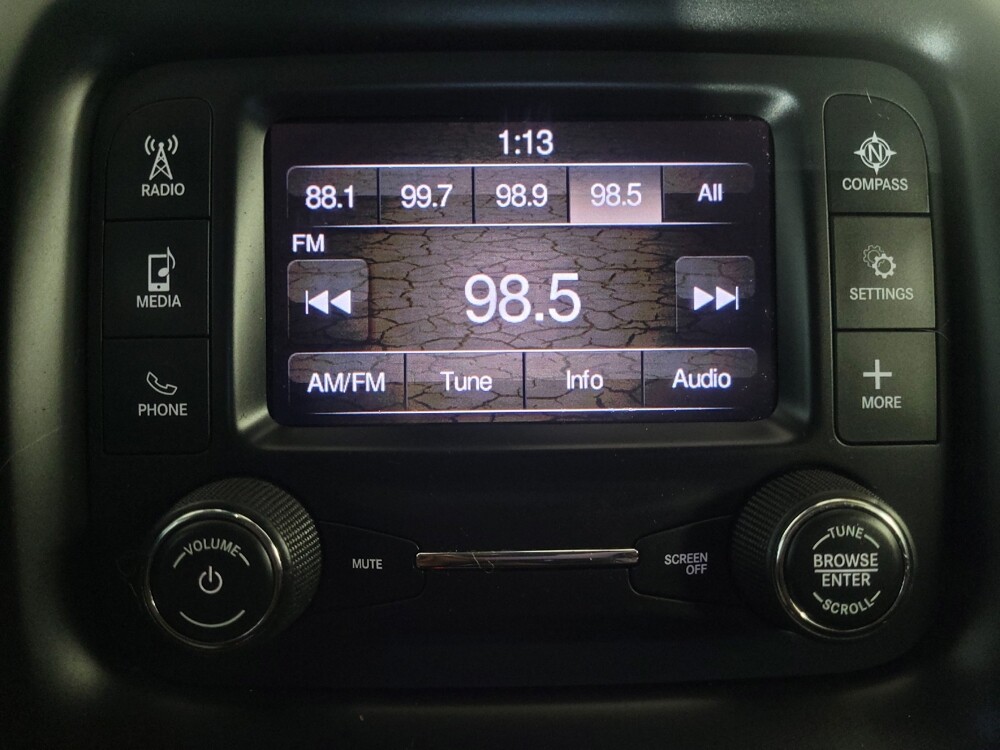 1:13
88.1 99.7 98.9 98.5 All
FM
98.5
AM/FM Tune Info Audio
RADIO
MEDIA
PHONE
N
COMPASS
SETTINGS
MORE
VOLUME
MUTE
SCREEN
OFF
TUNE
BROWSE
ENTER
SCROLL